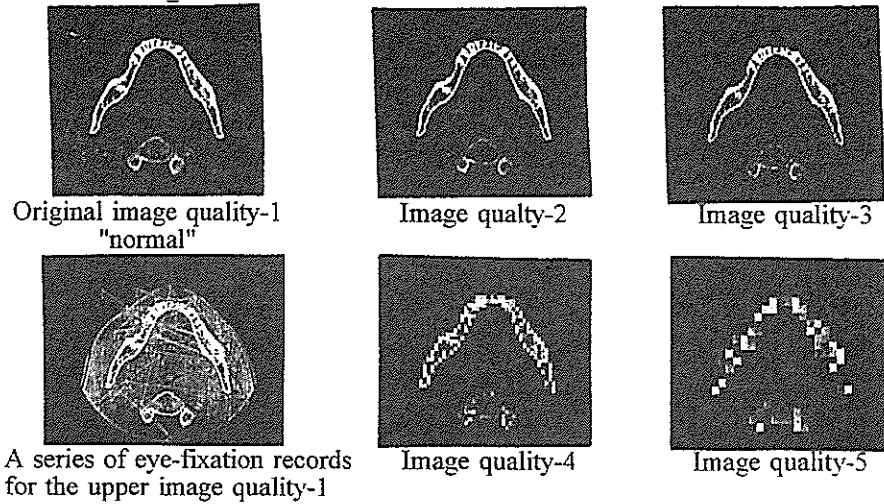 Original image quality-1
"normal"
Image qualty-2
Image quality-3
A series of eye-fixation records
for the upper image quality-1
Image quality-4
Image quality-5